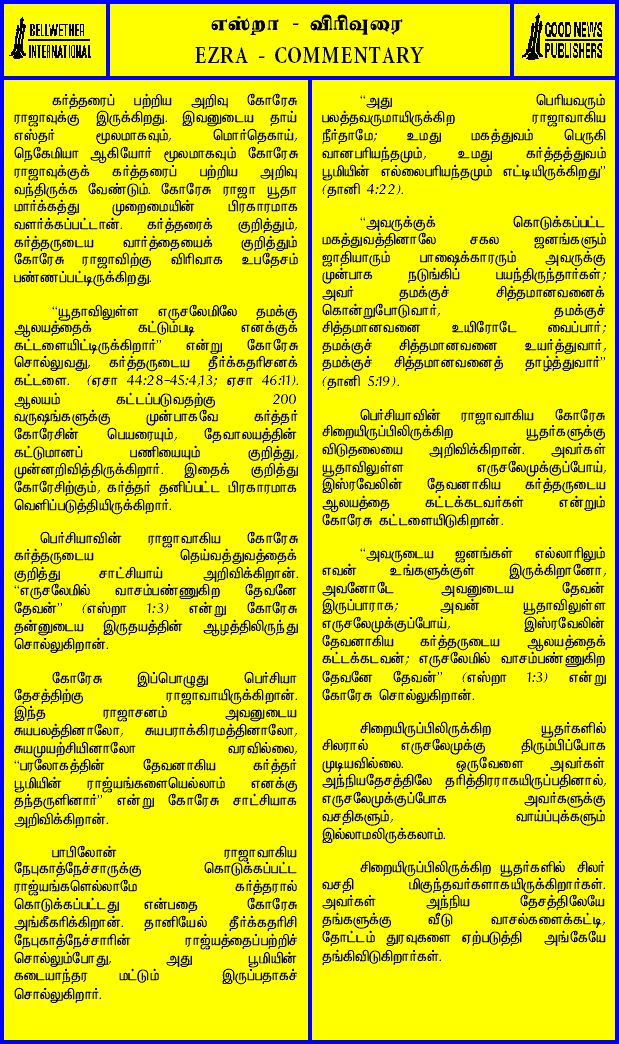 BELLWETHER
INTERNATIONAL
எஸ்றா - விரிவுரை
EZRA - COMMENTARY
GOOD NEWS
PUBLISHERS
கர்த்தரைப் பற்றிய அறிவு கோரேசு
ராஜாவுக்கு இருக்கிறது. இவனுடைய தாய்
எஸ்தர் மூலமாகவும், மொர்தெகாய்,
நெகேமியா ஆகியோர் மூலமாகவும் கோரேசு
ராஜாவுக்குக் கர்த்தரைப் பற்றிய அறிவு
வந்திருக்க வேண்டும். கோரேசு ராஜா யூதா
மார்க்கத்து முறைமையின் பிரகாரமாக
வளர்க்கப்பட்டான். கர்த்தரைக் குறித்தும்,
கர்த்தருடைய வார்த்தையைக் குறித்தும்
கோரேசு ராஜாவிற்கு விரிவாக உபதேசம்
பண்ணப்பட்டிருக்கிறது.
“யூதாவிலுள்ள எருசலேமிலே தமக்கு
ஆலயத்தைக் கட்டும்படி எனக்குக்
கட்டளையிட்டிருக்கிறார்” என்று கோரேசு
சொல்லுவது, கர்த்தருடைய தீர்க்கதரிசனக்
கட்டளை. (ஏசா 44:28-45:4,13; ஏசா 46:11).
ஆலயம் கட்டப்படுவதற்கு 200
வருஷங்களுக்கு முன்பாகவே கர்த்தர்
கோரேசின் பெயரையும், தேவாலயத்தின்
கட்டுமானப் பணியையும் குறித்து,
முன்னறிவித்திருக்கிறார். இதைக் குறித்து
கோரேசிற்கும், கர்த்தர் தனிப்பட்ட பிரகாரமாக
வெளிப்படுத்தியிருக்கிறார்.
பெர்சியாவின் ராஜாவாகிய கோரேசு
கர்த்தருடைய தெய்வத்துவத்தைக்
குறித்து சாட்சியாய் அறிவிக்கிறான்.
“எருசலேமில் வாசம்பண்ணுகிற தேவனே
தேவன்” (எஸ்றா 1:3) என்று கோரேசு
தன்னுடைய இருதயத்தின் ஆழத்திலிருந்து
சொல்லுகிறான்.
கோரேசு இப்பொழுது பெர்சியா
தேசத்திற்கு ராஜாவாயிருக்கிறான்.
இந்த ராஜாசனம் அவனுடைய
சுயபலத்தினாலோ, சுயபராக்கிரமத்தினாலோ,
சுயமுயற்சியினாலோ வரவில்லை,
“பரலோகத்தின் தேவனாகிய கர்த்தர்
பூமியின் ராஜ்யங்களையெல்லாம் எனக்கு
தந்தருளினார்” என்று கோரேசு சாட்சியாக
அறிவிக்கிறான்.
பாபிலோன் ராஜாவாகிய
நேபுகாத்நேச்சாருக்கு கொடுக்கப்பட்ட
ராஜ்யங்களெல்லாமே கர்த்தரால்
கொடுக்கப்பட்டது என்பதை கோரேசு
அங்கீகரிக்கிறான். தானியேல் தீர்க்கதரிசி
நேபுகாத்நேச்சாரின் ராஜ்யத்தைப்பற்றிச்
சொல்லும்போது, அது பூமியின்
கடையாந்தர மட்டும் இருப்பதாகச்
சொல்லுகிறார்.
“அது பெரியவரும்
பலத்தவருமாயிருக்கிற ராஜாவாகிய
நீர்தாமே; உமது மகத்துவம் பெருகி
வானபரியந்தமும், உமது கர்த்தத்துவம்
பூமியின் எல்லைபரியந்தமும் எட்டியிருக்கிறது”
(தானி 4:22).
“அவருக்குக் கொடுக்கப்பட்ட
மகத்துவத்தினாலே சகல ஜனங்களும்
ஜாதியாரும் பாஷைக்காரரும் அவருக்கு
முன்பாக நடுங்கிப் பயந்திருந்தார்கள்;
அவர் தமக்குச் சித்தமானவனைக்
கொன்றுபோடுவார், தமக்குச்
சித்தமானவனை உயிரோடே வைப்பார்;
தமக்குச் சித்தமானவனை உயர்த்துவார்,
தமக்குச் சித்தமானவனைத் தாழ்த்துவார்”
(தானி 5:19).
பெர்சியாவின் ராஜாவாகிய கோரேசு
சிறையிருப்பிலிருக்கிற யூதர்களுக்கு
விடுதலையை அறிவிக்கிறான். அவர்கள்
யூதாவிலுள்ள எருசலேமுக்குப்போய்,
இஸ்ரவேலின் தேவனாகிய கர்த்தருடைய
ஆலயத்தை கட்டக்கடவர்கள் என்றும்
கோரேசு கட்டளையிடுகிறான்.
“அவருடைய ஜனங்கள் எல்லாரிலும்
எவன் உங்களுக்குள் இருக்கிறானோ,
அவனோடே அவனுடைய தேவன்
இருப்பாராக; அவன் யூதாவிலுள்ள
எருசலேமுக்குப்போய், இஸ்ரவேலின்
தேவனாகிய கர்த்தருடைய ஆலயத்தைக்
கட்டக்கடவன்; எருசலேமில் வாசம்பண்ணுகிற
தேவனே தேவன்” (எஸ்றா 1:3) என்று
கோரேசு சொல்லுகிறான்.
சிறையிருப்பிலிருக்கிற யூதர்களில்
சிலரால் எருசலேமுக்கு திரும்பிப்போக
முடியவில்லை. ஒருவேளை அவர்கள்
அந்நியதேசத்திலே தரித்திரராகயிருப்பதினால்,
எருசலேமுக்குப்போக அவர்களுக்கு
வசதிகளும், வாய்ப்புக்களும்
இல்லாமலிருக்கலாம்.
சிறையிருப்பிலிருக்கிற யூதர்களில் சிலர்
வசதி மிகுந்தவர்களாகயிருக்கிறார்கள்.
அவர்கள் அந்நிய தேசத்திலேயே
தங்களுக்கு வீடு வாசல்களைக்கட்டி,
தோட்டம் துரவுகளை ஏற்படுத்தி அங்கேயே
தங்கிவிடுகிறார்கள்.